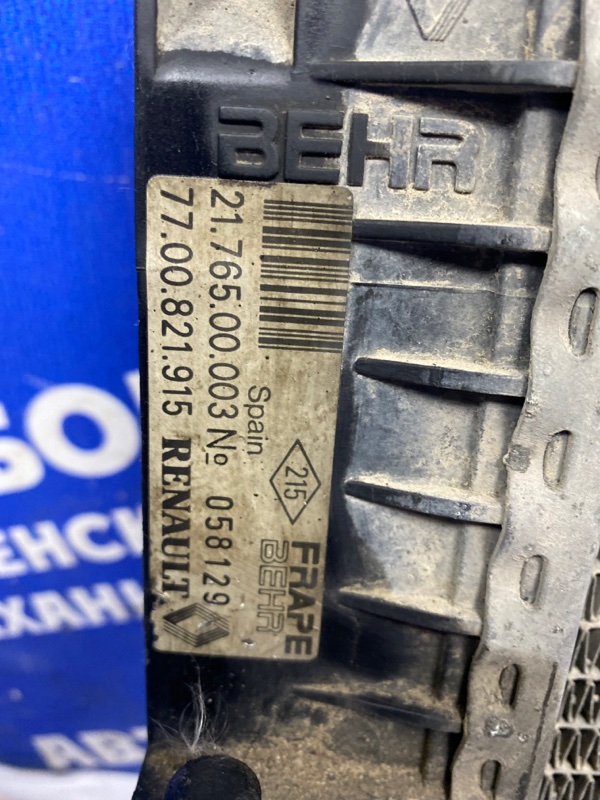 BEHR
Spain
215
FRAPE
BEHR
21.765.00.003 № 058129
77.00.821.915 RENAULT